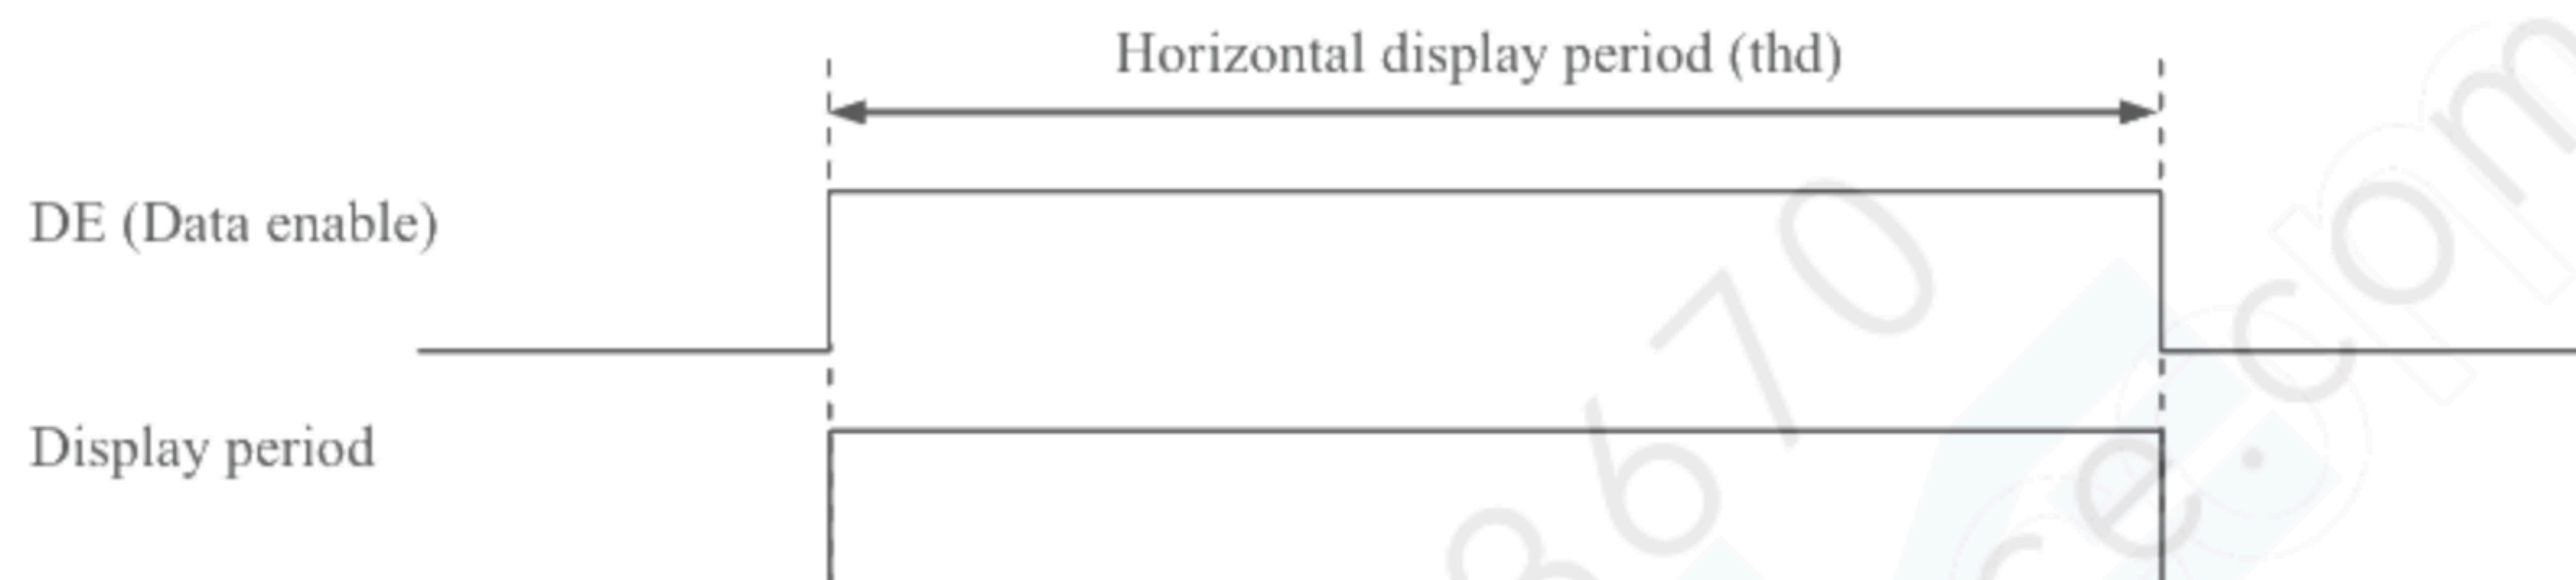 Horizontal display period (thd)
DE (Data enable)
Display period